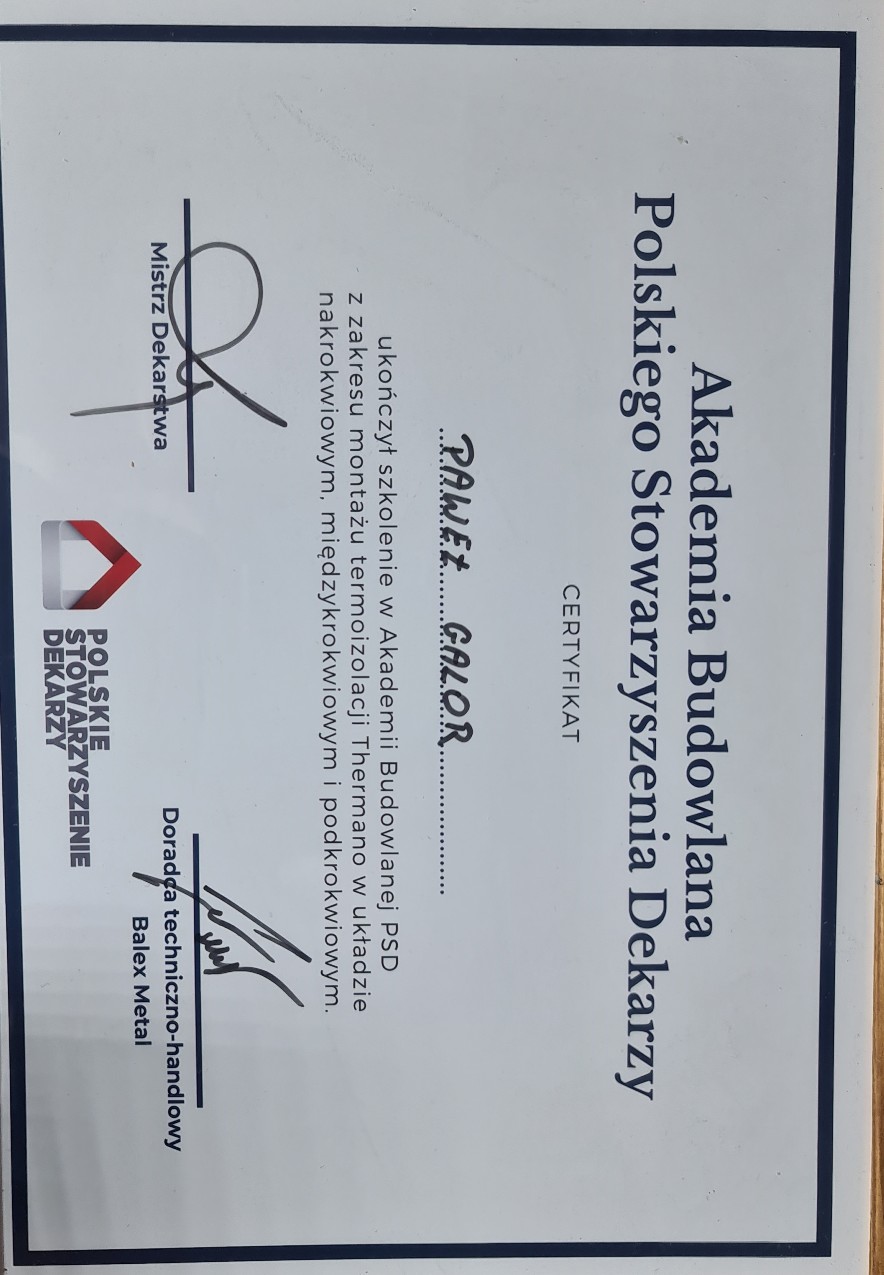 Akademia Budowlana
Polskiego Stowarzyszenia Dekarzy
CERTYFIKAT
PAWEŁ GALOR
ukończył szkolenie w Akademii Budowlanej PSD
z zakresu montażu termoizolacji Thermano w układzie
nakrokwiowym, międzykrokwiowym i podkrokwiowym.
Mistrz Dekarstwa
POLSKIE
STOWARZYSZENIE
DEKARZY
Doradca techniczno-handlowy
Balex Metal